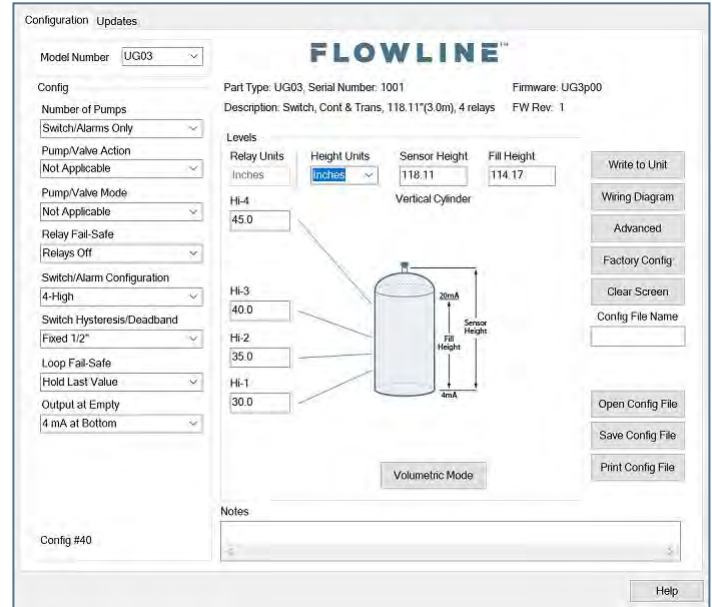 Configuration Updates
Model Number UG03
FLOWLINE™
Config
Part Type: UG03, Serial Number: 1001 Firmware: UG3p00
Description: Switch, Cont & Trans, 118.11"(3.0m), 4 relays FW Rev: 1
Number of Pumps
Switch/Alarms Only
Pump/Valve Action
Not Applicable
Pump/Valve Mode
Not Applicable
Relay Fail-Safe
Relays Off
Switch/Alarm Configuration
4-High
Switch Hysteresis/Deadband
Fixed 1/2"
Loop Fail-Safe
Hold Last Value
Output at Empty
4 mA at Bottom
Config #40
Levels
Relay Units Height Units Sensor Height Fill Height
Inches Inches 118.11 114.17
Vertical Cylinder
Hi-4
45.0
Hi-3
40.0
Hi-2
35.0
Hi-1
30.0
20mA
Sensor
Height
Fill
Height
4mA
Volumetric Mode
Write to Unit
Wiring Diagram
Advanced
Factory Config
Clear Screen
Config File Name
Open Config File
Save Config File
Print Config File
Notes
Help